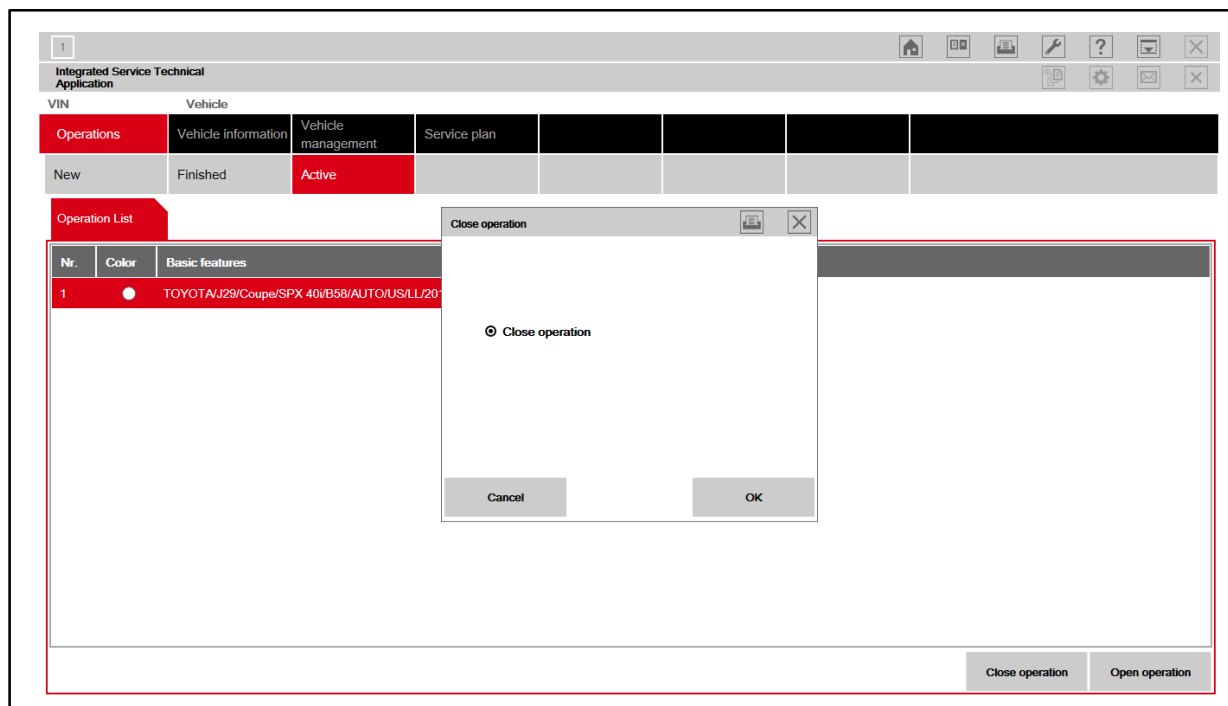 1
?
Integrated Service Technical
Application
VIN Vehicle
Operations Vehicle information Vehicle
management Service plan
New Finished Active
Operation List
Close operation
Nr. Color Basic features
1 TOYOTA/J29/Coupe/SPX 40i/B58/AUTO/US/LL/201
Close operation
Cancel OK
Close operation Open operation